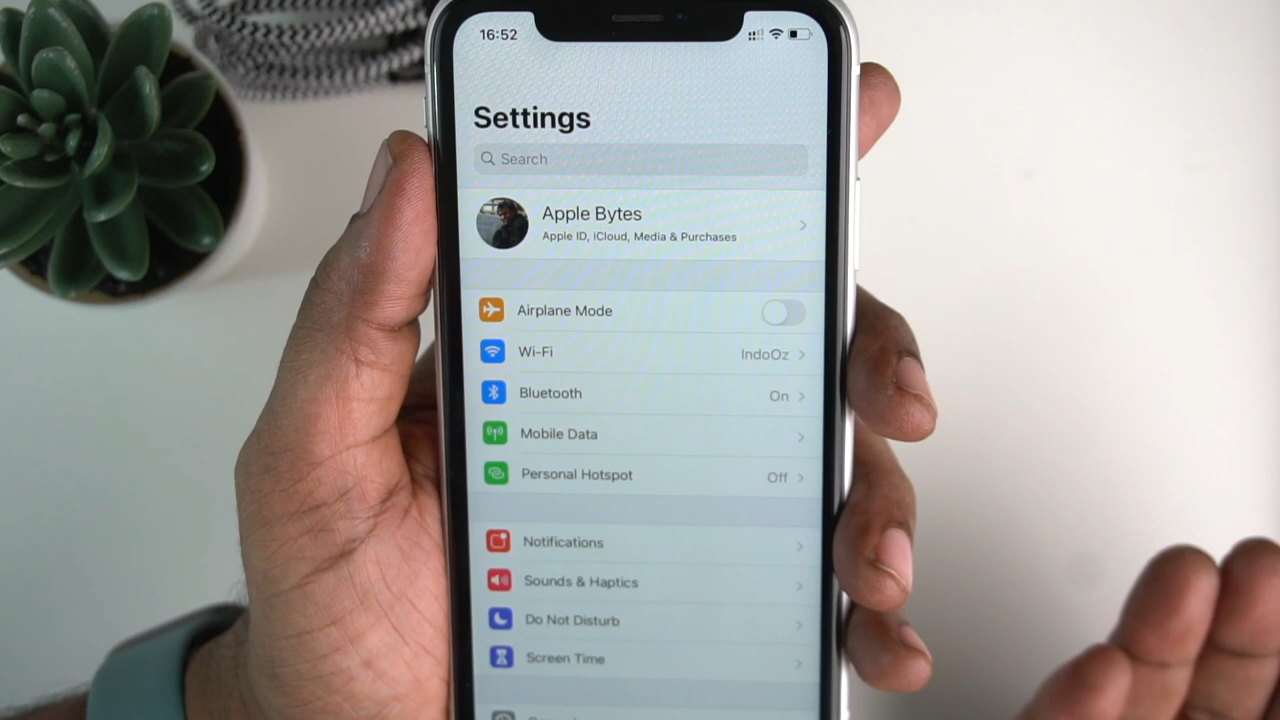 16:52
Settings
Search
Apple Bytes
Apple ID, iCloud, Media & Purchases
Airplane Mode
Wi-Fi IndoOz
Bluetooth On
Mobile Data
Personal Hotspot Off
Notifications
Sounds & Haptics
Do Not Disturb
Screen Time